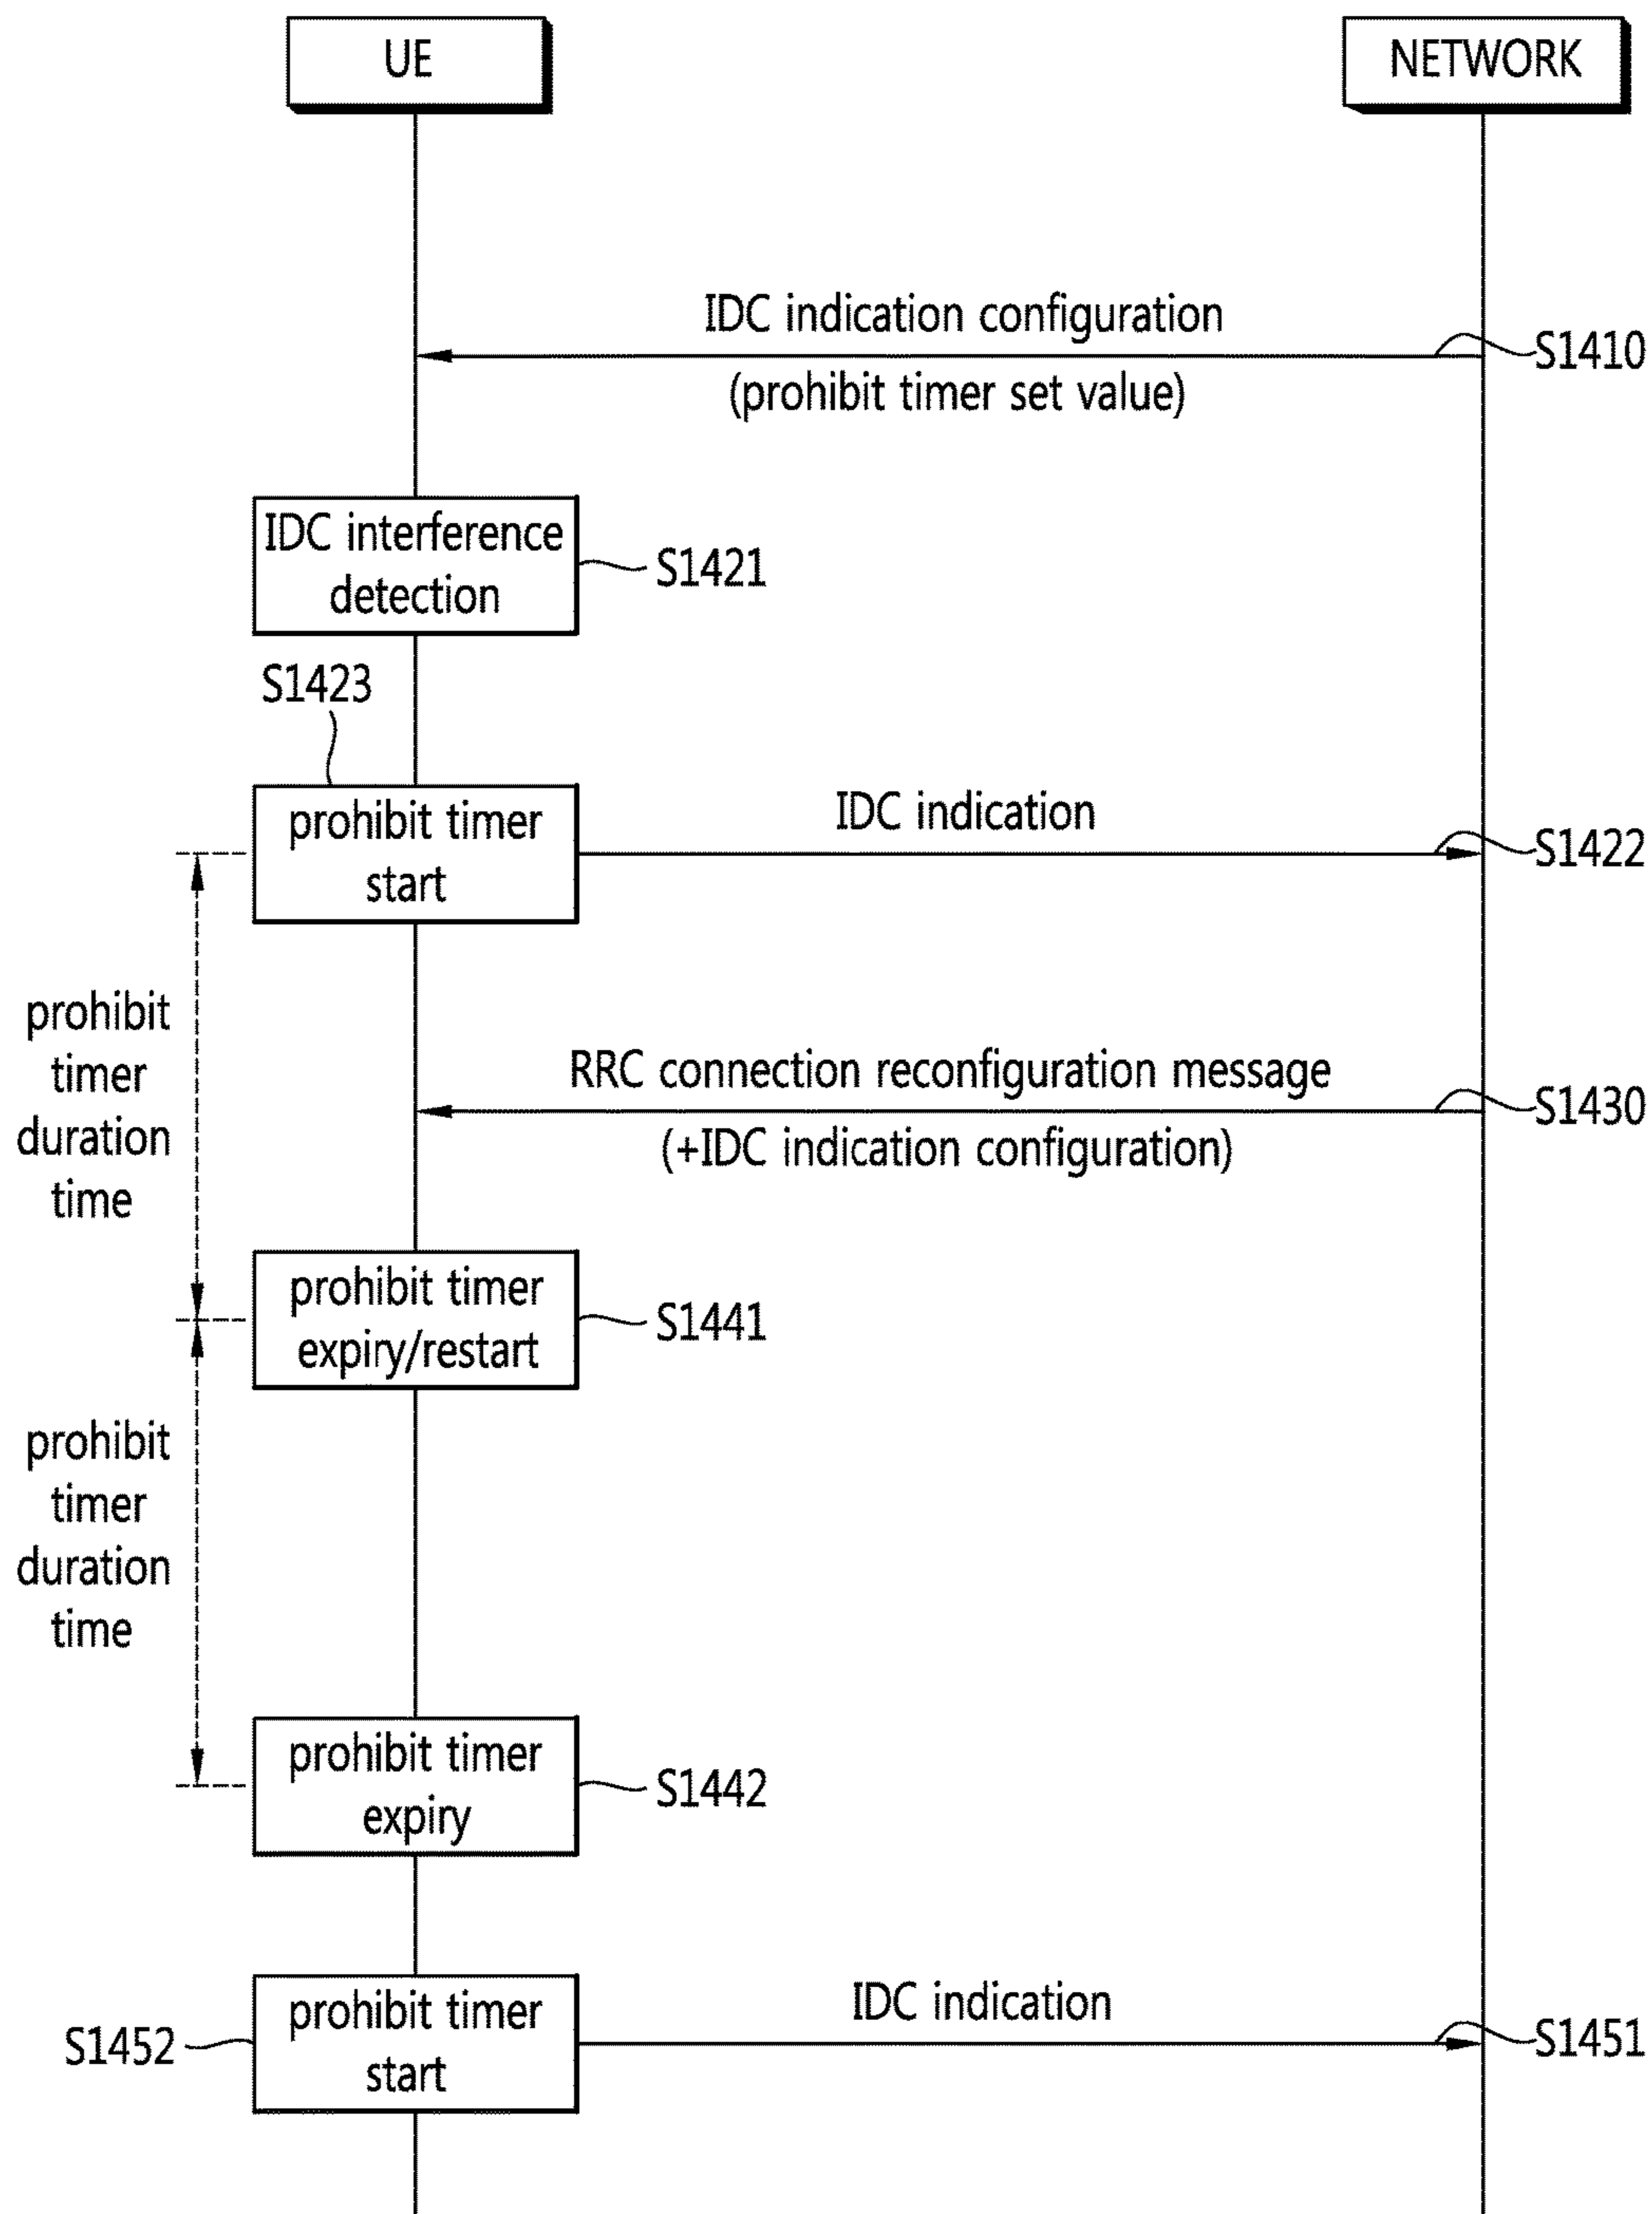 UE
NETWORK
IDC indication configuration
S1410
(prohibit timer set value)
IDC interference
detection
S1421
S1423
prohibit timer
start
IDC indication
S1422
prohibit
timer
duration
time
RRC connection reconfiguration message
S1430
(+IDC indication configuration)
prohibit timer
expiry/restart
S1441
prohibit
timer
duration
time
prohibit timer
expiry
S1442
S1452
prohibit timer
start
IDC indication
S1451